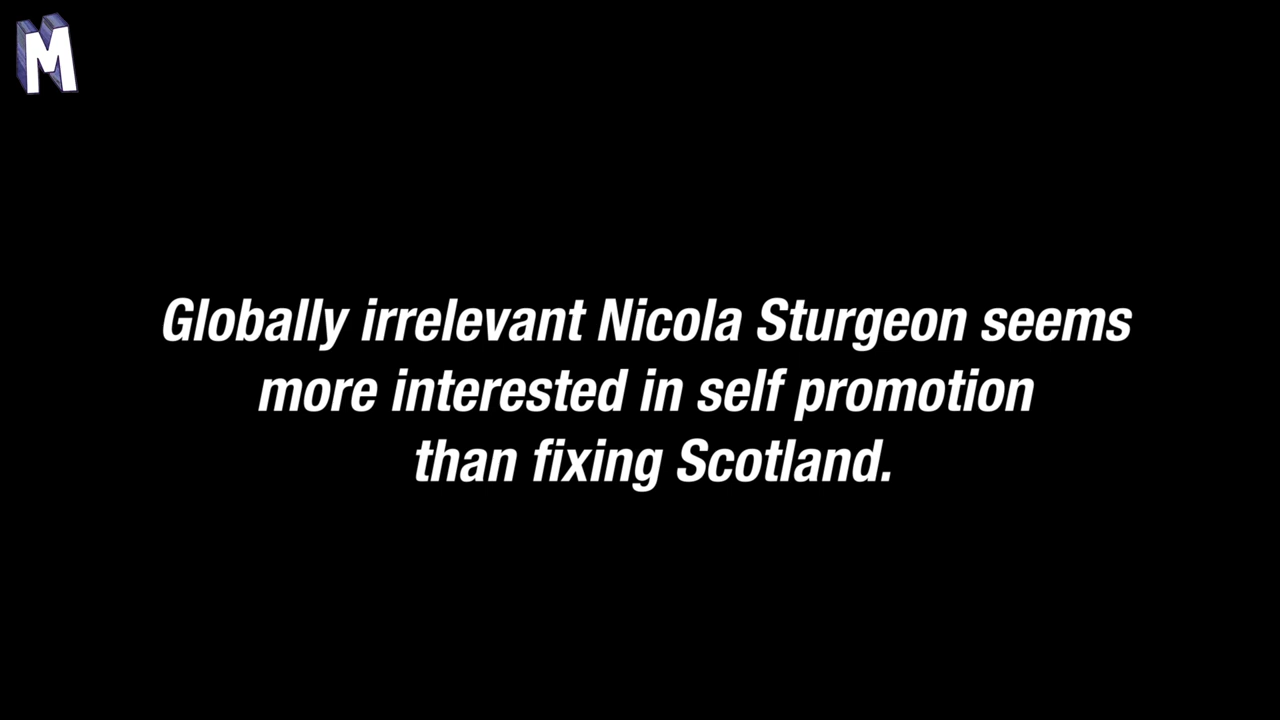 M
Globally irrelevant Nicola Sturgeon seems
more interested in self promotion
than fixing Scotland.